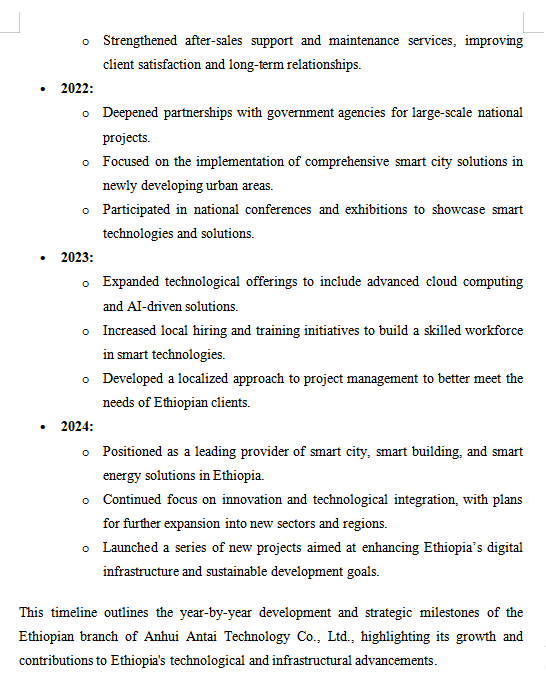 o Strengthened after-sales support and maintenance services, improving
client satisfaction and long-term relationships.
• 2022:
o Deepened partnerships with government agencies for large-scale national
projects.
o Focused on the implementation of comprehensive smart city solutions in
newly developing urban areas.
o Participated in national conferences and exhibitions to showcase smart
technologies and solutions.
• 2023:
o Expanded technological offerings to include advanced cloud computing
and AI-driven solutions.
o Increased local hiring and training initiatives to build a skilled workforce
in smart technologies.
o Developed a localized approach to project management to better meet the
needs of Ethiopian clients.
• 2024:
o Positioned as a leading provider of smart city, smart building, and smart
energy solutions in Ethiopia.
o Continued focus on innovation and technological integration, with plans
for further expansion into new sectors and regions.
o Launched a series of new projects aimed at enhancing Ethiopia’s digital
infrastructure and sustainable development goals.
This timeline outlines the year-by-year development and strategic milestones of the
Ethiopian branch of Anhui Antai Technology Co., Ltd., highlighting its growth and
contributions to Ethiopia's technological and infrastructural advancements.